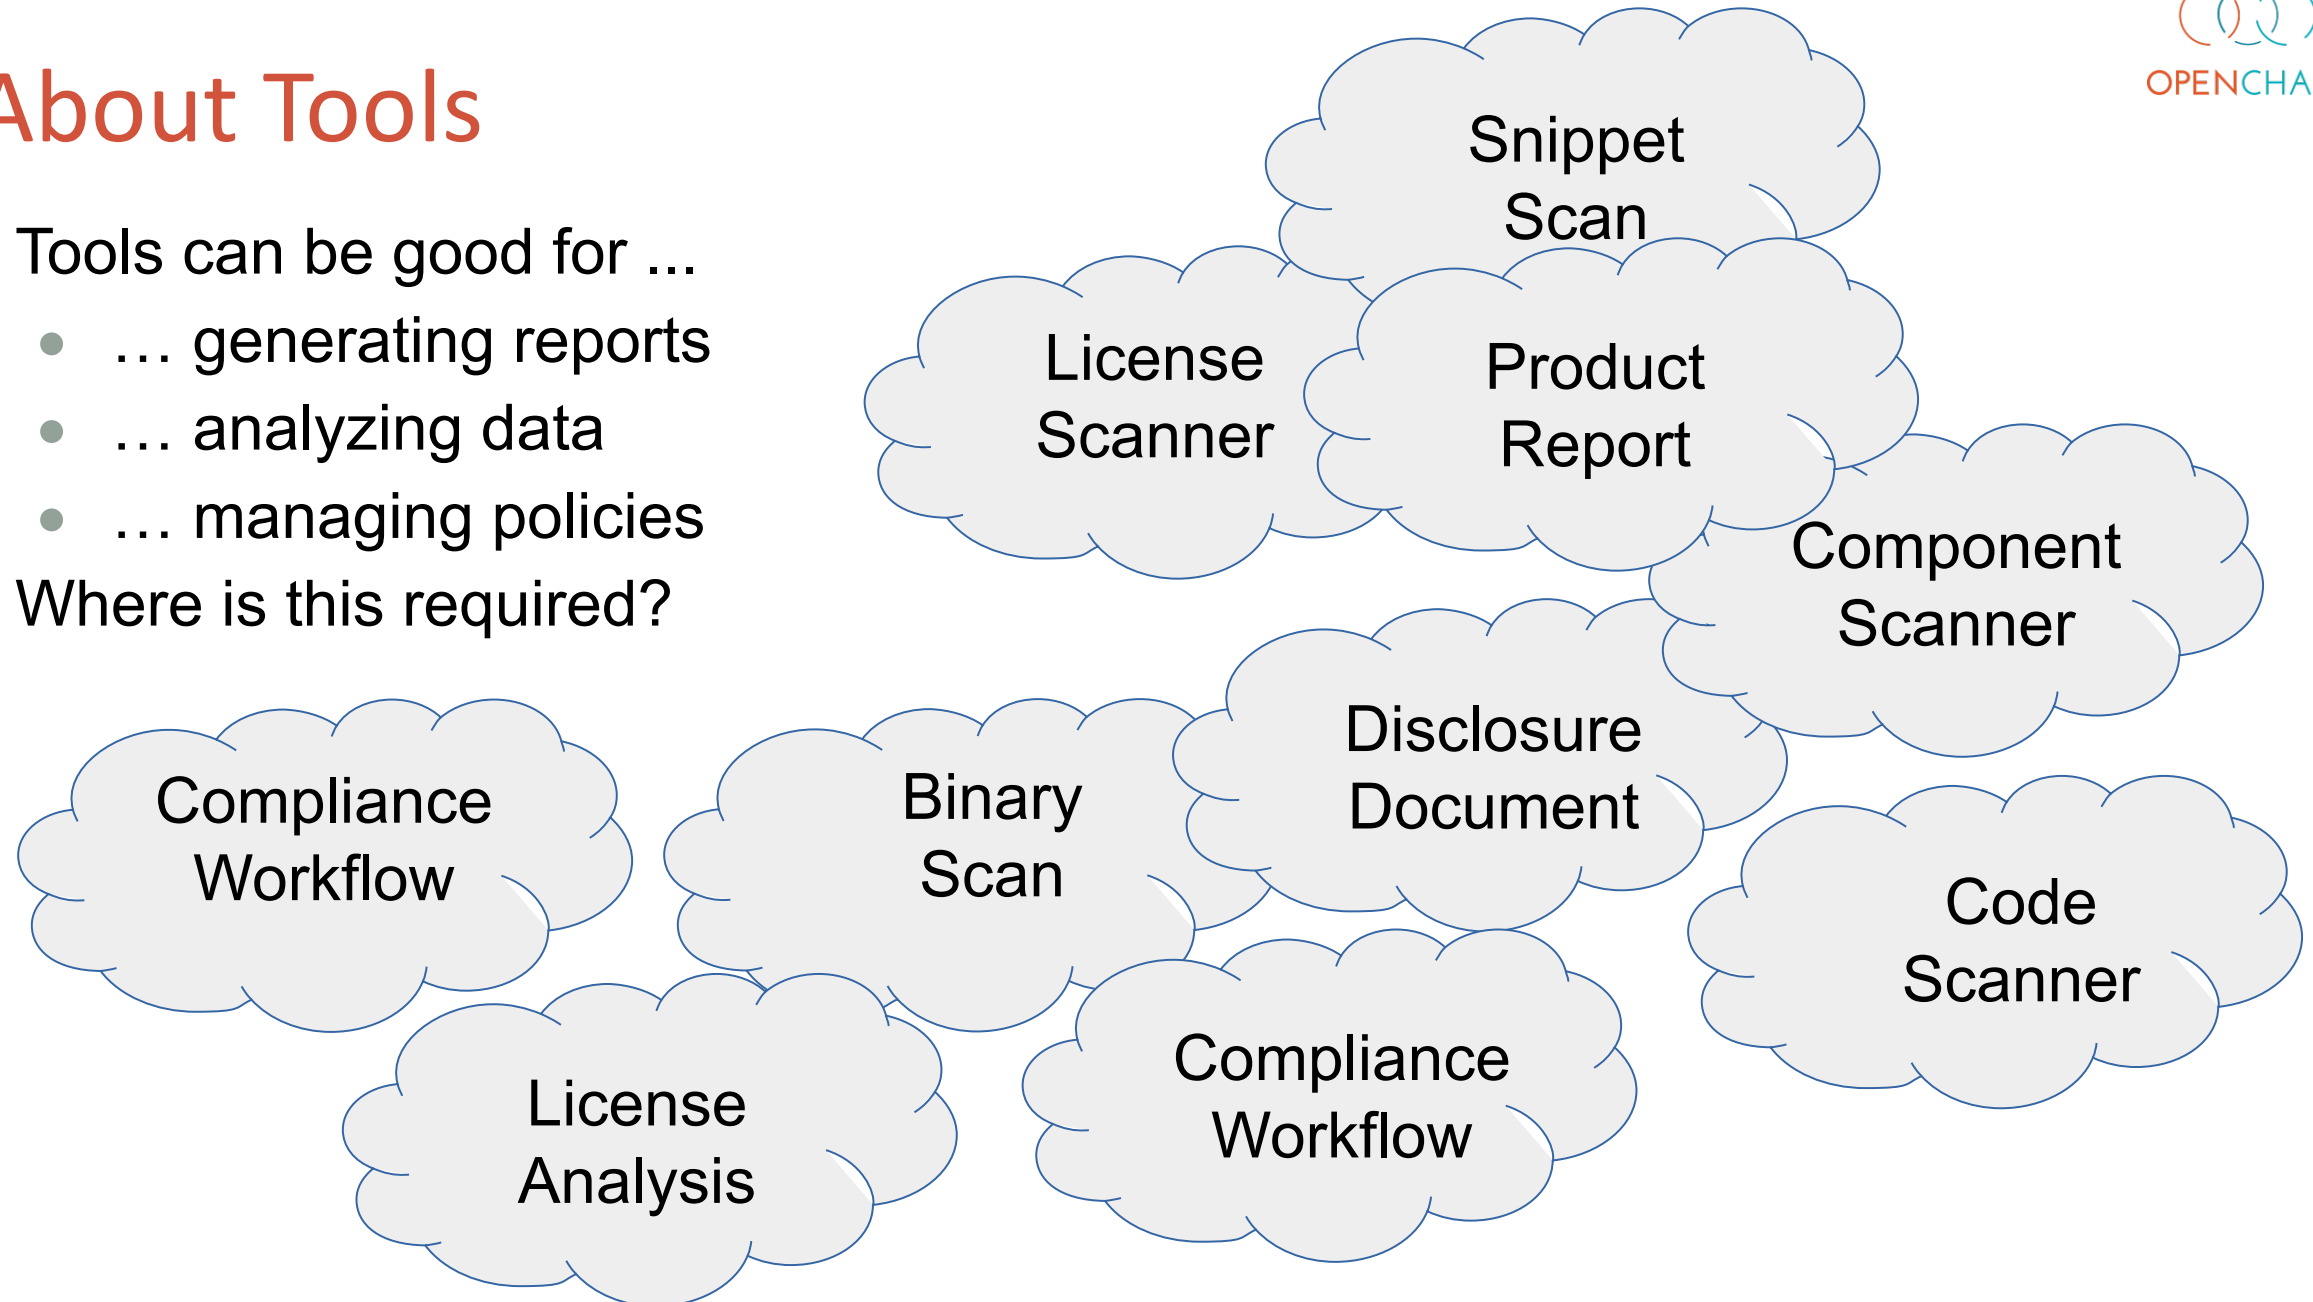 About Tools
OPENCHA
Tools can be good for ...
… generating reports
… analyzing data
… managing policies
Where is this required?
Snippet
Scan
License
Scanner
Product
Report
Component
Scanner
Disclosure
Document
Compliance
Workflow
Binary
Scan
Code
Scanner
License
Analysis
Compliance
Workflow